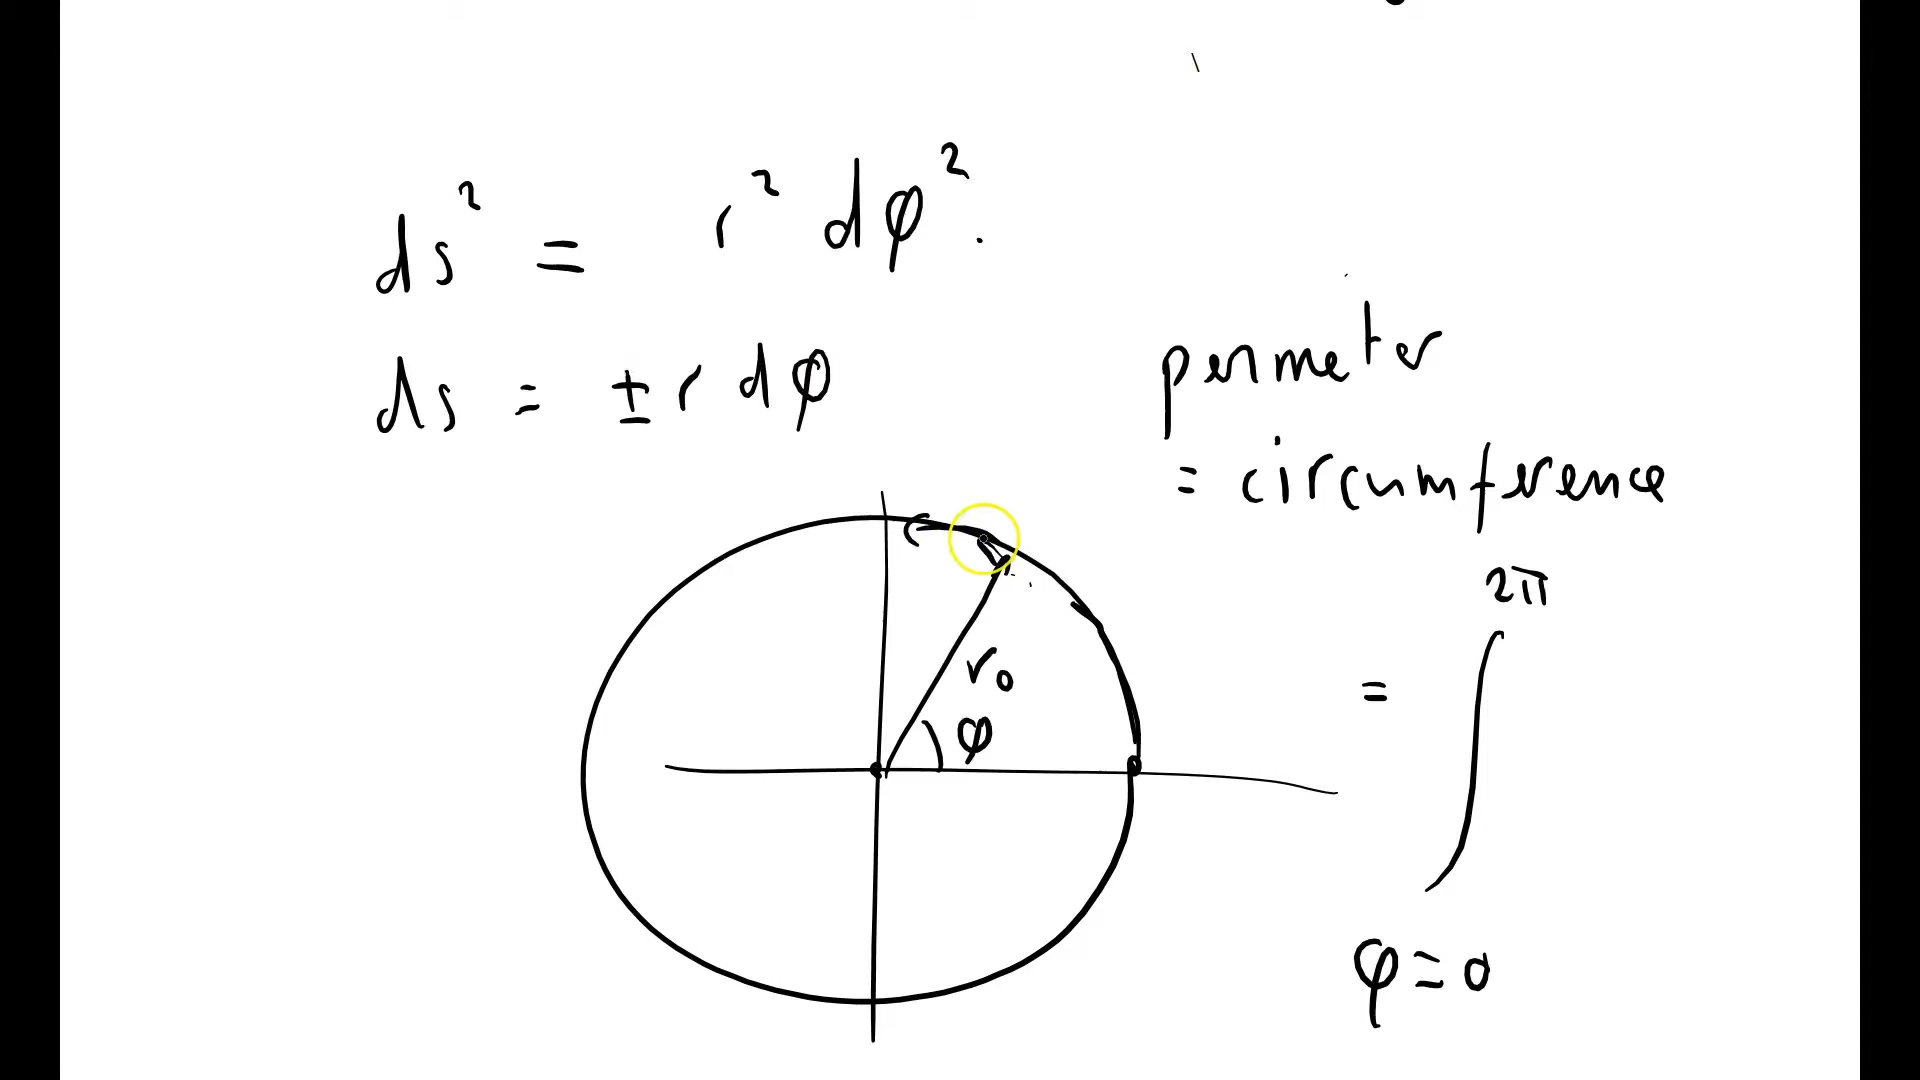 ds² = r² dφ².
ds = ± r dφ
perimeter
= circumference
r₀
φ
2π
= ∫
φ = 0